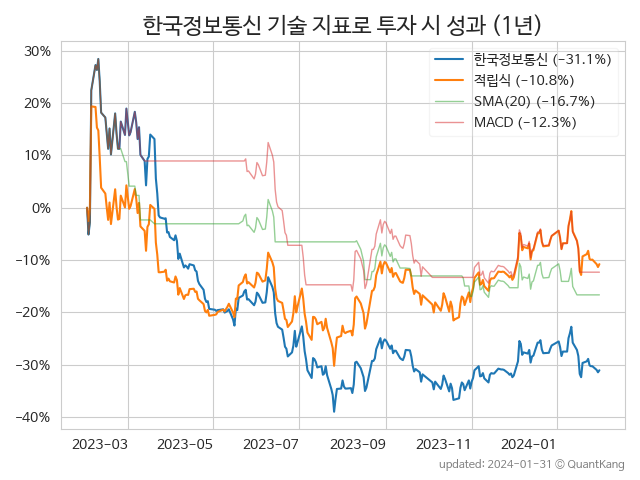 한국정보통신 기술 지표로 투자 시 성과 (1년)
한국정보통신 (-31.1%)
적립식 (-10.8%)
SMA(20) (-16.7%)
MACD (-12.3%)
30%
20%
10%
0%
-10%
-20%
-30%
-40%
2023-03
2023-05
2023-07
2023-09
2023-11
2024-01
updated: 2024-01-31 © QuantKang